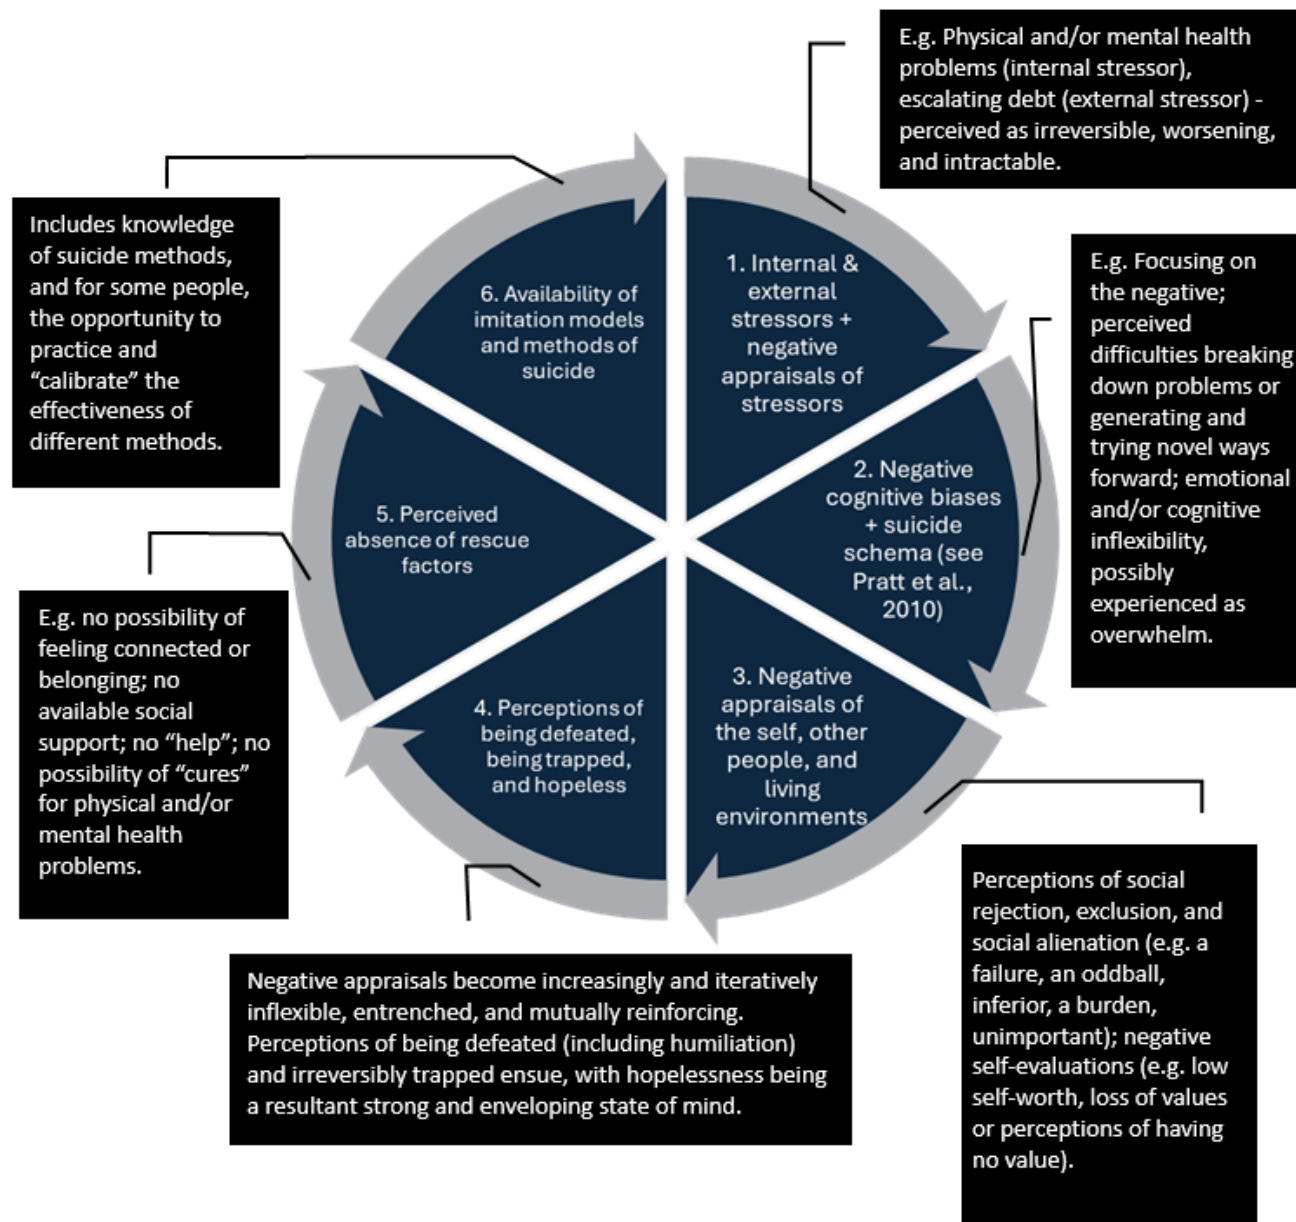 E.g. Physical and/or mental health
problems (internal stressor),
escalating debt (external stressor) -
perceived as irreversible, worsening,
and intractable.
1. Internal &
external
stressors +
negative
appraisals of
stressors
E.g. Focusing on
the negative;
perceived
difficulties breaking
down problems or
generating and
trying novel ways
forward; emotional
and/or cognitive
inflexibility,
possibly
experienced as
overwhelm.
2. Negative
cognitive biases
+ suicide
schema (see
Pratt et al.,
2010)
3. Negative
appraisals of
the self, other
people, and
living
environments
Perceptions of social
rejection, exclusion, and
social alienation (e.g. a
failure, an oddball,
inferior, a burden,
unimportant); negative
self-evaluations (e.g. low
self-worth, loss of values
or perceptions of having
no value).
4. Perceptions of
being defeated,
being trapped,
and hopeless
Negative appraisals become increasingly and iteratively
inflexible, entrenched, and mutually reinforcing.
Perceptions of being defeated (including humiliation)
and irreversibly trapped ensue, with hopelessness being
a resultant strong and enveloping state of mind.
5. Perceived
absence of rescue
factors
E.g. no possibility of
feeling connected or
belonging; no
available social
support; no “help”; no
possibility of “cures”
for physical and/or
mental health
problems.
6. Availability of
imitation models
and methods of
suicide
Includes knowledge
of suicide methods,
and for some people,
the opportunity to
practice and
“calibrate” the
effectiveness of
different methods.